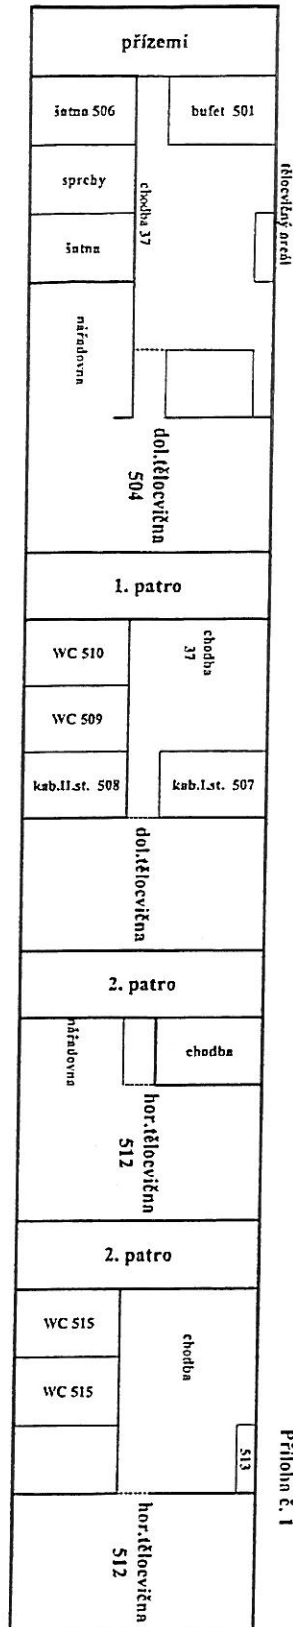 přízemí
šatna 506
bufet 501
sprchy
šatna
chodba 37
tělocvičný areál
nářadovna
dol.tělocvična
504
1. patro
WC 510
chodba
37
WC 509
kab.II.st. 508
kab.I.st. 507
dol.tělocvična
2. patro
nářadovna
chodba
hor.tělocvična
512
2. patro
WC 515
chodba
WC 515
513
Příloha č. 1
hor.tělocvična
512